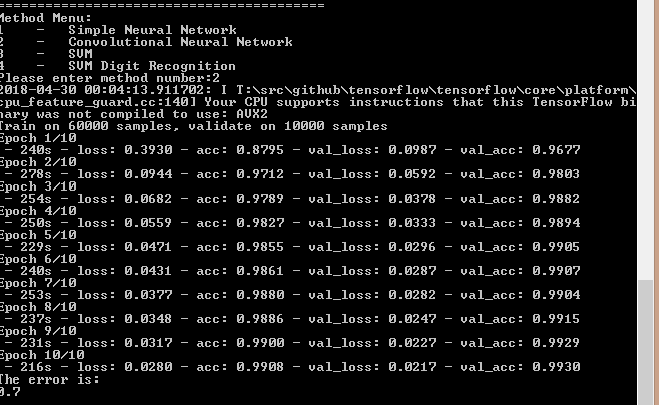 =========================================
Method Menu:
1 - Simple Neural Network
2 - Convolutional Neural Network
3 - SVM
4 - SVM Digit Recognition
Please enter method number:2
2018-04-30 00:04:13.911702: I T:\src\github\tensorflow\tensorflow\core\platform\
cpu_feature_guard.cc:140] Your CPU supports instructions that this TensorFlow bi
nary was not compiled to use: AVX2
Train on 60000 samples, validate on 10000 samples
Epoch 1/10
- 240s - loss: 0.3930 - acc: 0.8795 - val_loss: 0.0987 - val_acc: 0.9677
Epoch 2/10
- 278s - loss: 0.0944 - acc: 0.9712 - val_loss: 0.0592 - val_acc: 0.9803
Epoch 3/10
- 254s - loss: 0.0682 - acc: 0.9789 - val_loss: 0.0378 - val_acc: 0.9882
Epoch 4/10
- 250s - loss: 0.0559 - acc: 0.9827 - val_loss: 0.0333 - val_acc: 0.9894
Epoch 5/10
- 229s - loss: 0.0471 - acc: 0.9855 - val_loss: 0.0296 - val_acc: 0.9905
Epoch 6/10
- 240s - loss: 0.0431 - acc: 0.9861 - val_loss: 0.0287 - val_acc: 0.9907
Epoch 7/10
- 253s - loss: 0.0377 - acc: 0.9880 - val_loss: 0.0282 - val_acc: 0.9904
Epoch 8/10
- 237s - loss: 0.0348 - acc: 0.9886 - val_loss: 0.0247 - val_acc: 0.9915
Epoch 9/10
- 231s - loss: 0.0317 - acc: 0.9900 - val_loss: 0.0227 - val_acc: 0.9929
Epoch 10/10
- 216s - loss: 0.0280 - acc: 0.9908 - val_loss: 0.0217 - val_acc: 0.9930
The error is:
0.7